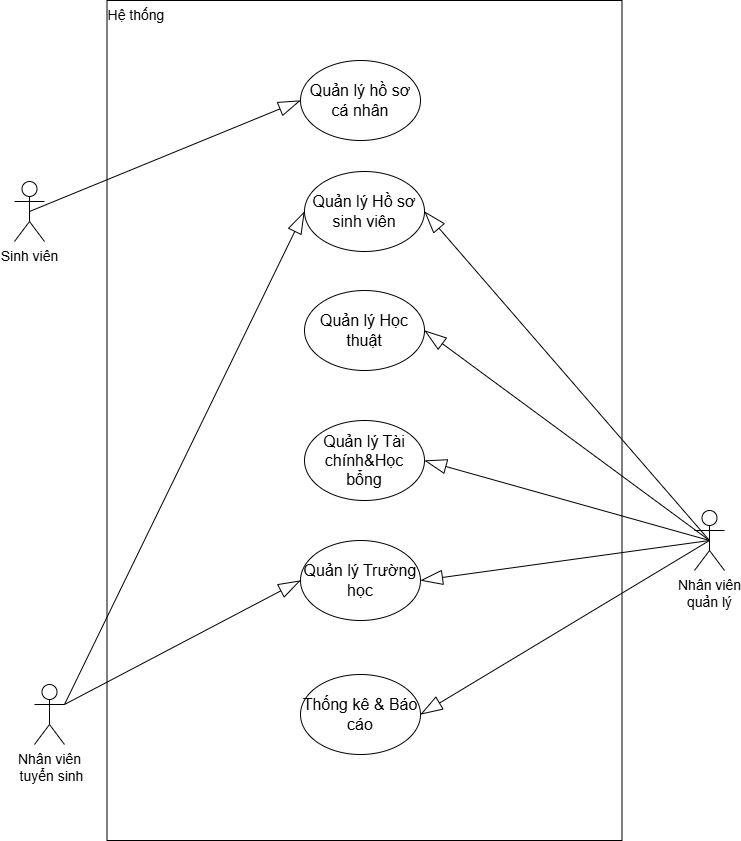 Hệ thống
Quản lý hồ sơ
cá nhân
Quản lý Hồ sơ
sinh viên
Sinh viên
Quản lý Học
thuật
Quản lý Tài
chính&Học
bổng
Quản lý Trường
học
Nhân viên
quản lý
Thống kê & Báo
cáo
Nhân viên
tuyển sinh